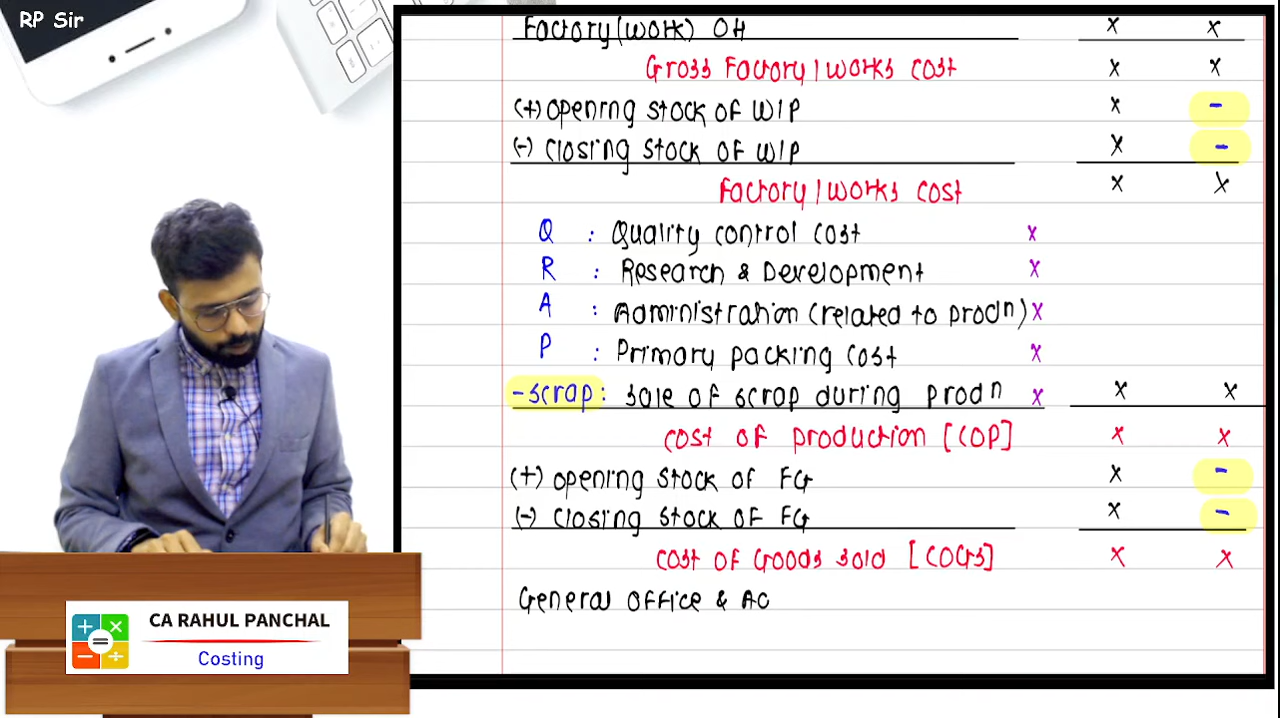 RP Sir
Factory(work) OH x x
Gross Factory/works cost x x
(+) opening stock of WIP x -
(-) closing stock of WIP x -
Factory/works cost x x
Q : Quality control cost x
R : Research & Development x
A : Administration (related to prodn) x
P : Primary packing cost x
-scrap: sale of scrap during prodn x x x
cost of production [COP] x x
(+) opening stock of FG x -
(-) closing stock of FG x -
cost of Goods sold [COGS] x x
General office & AD
CA RAHUL PANCHAL
Costing